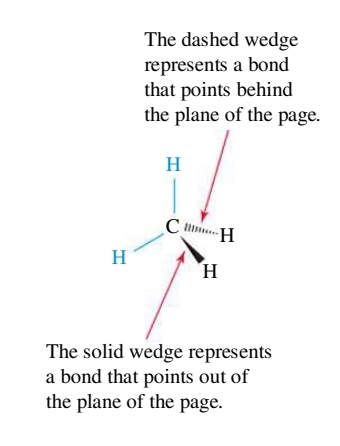 The dashed wedge
represents a bond
that points behind
the plane of the page.
H
C
H
H
H
The solid wedge represents
a bond that points out of
the plane of the page.